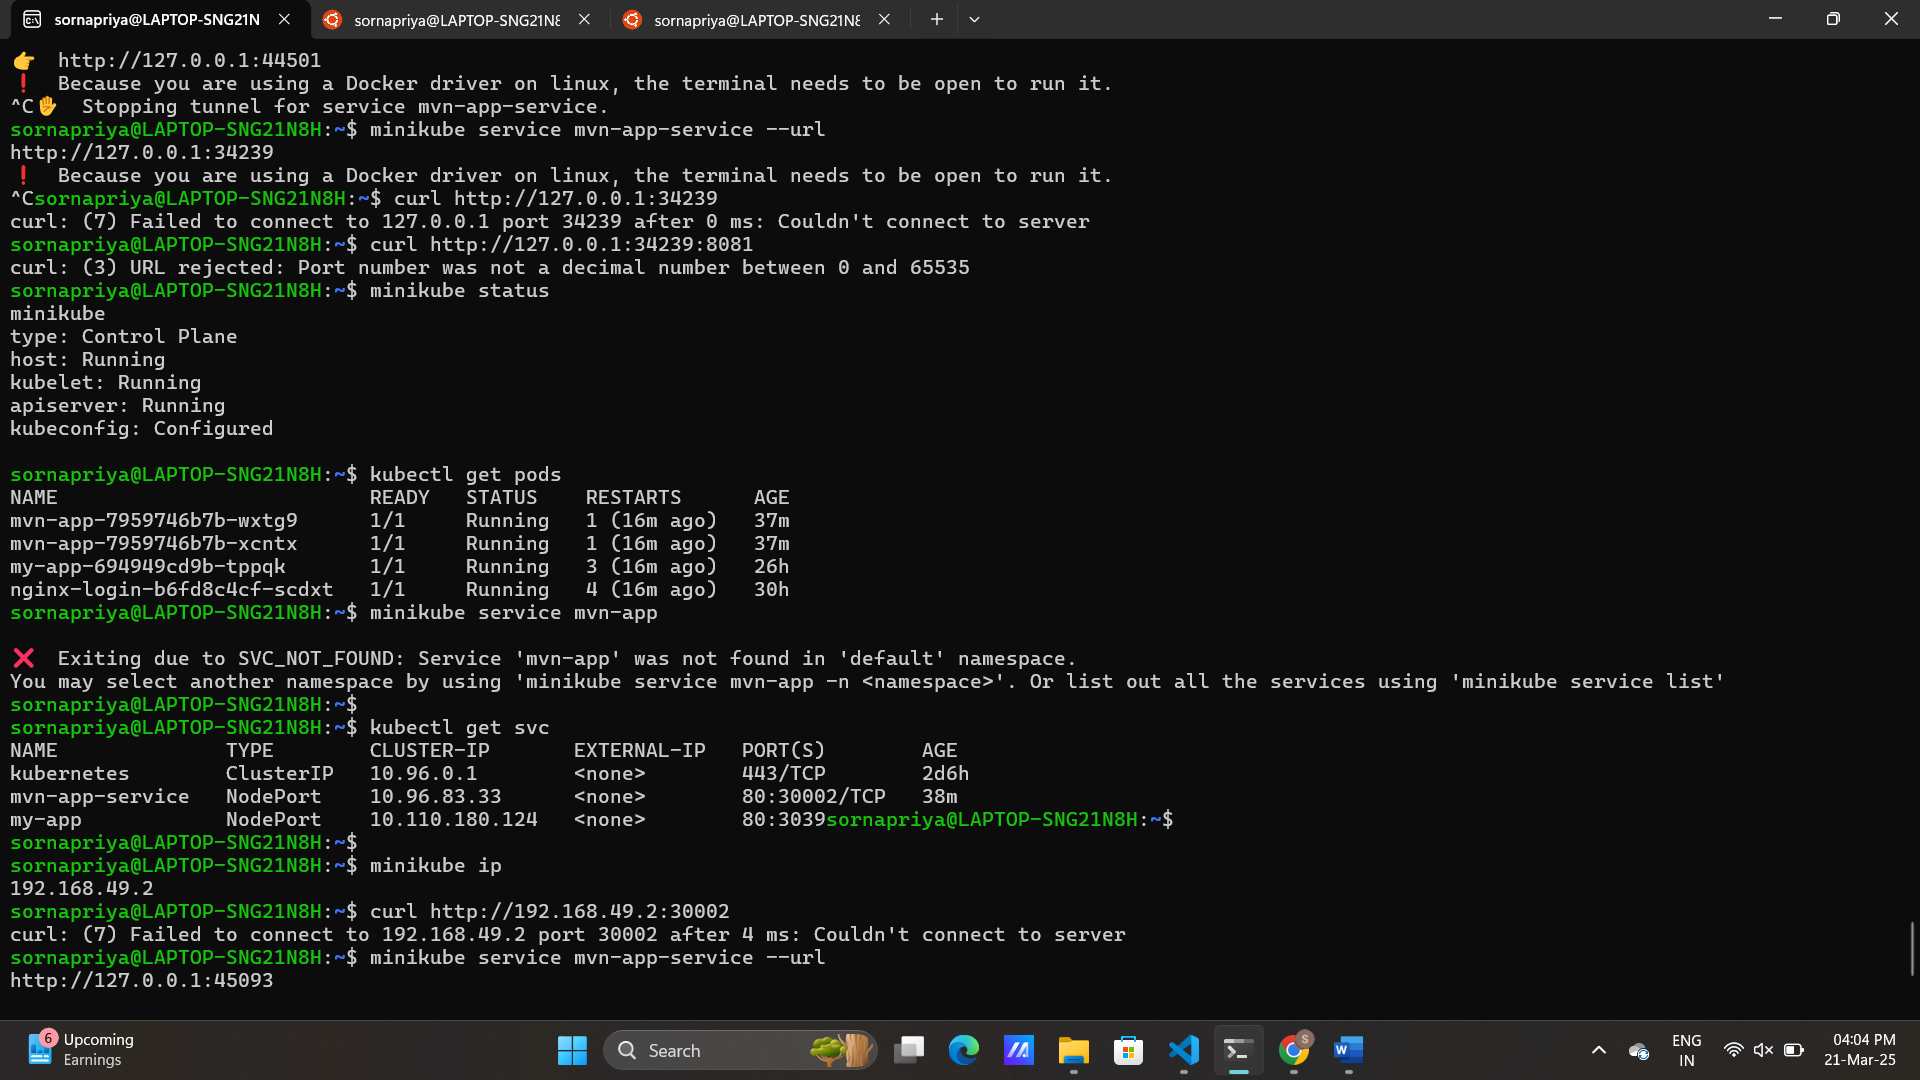 sornapriya@LAPTOP-SNG21N
sornapriya@LAPTOP-SNG21N8
sornapriya@LAPTOP-SNG21N8
👉  http://127.0.0.1:44501
❗  Because you are using a Docker driver on linux, the terminal needs to be open to run it.
^C✋  Stopping tunnel for service mvn-app-service.
sornapriya@LAPTOP-SNG21N8H:~$ minikube service mvn-app-service --url
http://127.0.0.1:34239
❗  Because you are using a Docker driver on linux, the terminal needs to be open to run it.
^Csornapriya@LAPTOP-SNG21N8H:~$ curl http://127.0.0.1:34239
curl: (7) Failed to connect to 127.0.0.1 port 34239 after 0 ms: Couldn't connect to server
sornapriya@LAPTOP-SNG21N8H:~$ curl http://127.0.0.1:34239:8081
curl: (3) URL rejected: Port number was not a decimal number between 0 and 65535
sornapriya@LAPTOP-SNG21N8H:~$ minikube status
minikube
type: Control Plane
host: Running
kubelet: Running
apiserver: Running
kubeconfig: Configured
sornapriya@LAPTOP-SNG21N8H:~$ kubectl get pods
NAME                          READY   STATUS    RESTARTS      AGE
mvn-app-7959746b7b-wxtg9      1/1     Running   1 (16m ago)   37m
mvn-app-7959746b7b-xcntx      1/1     Running   1 (16m ago)   37m
my-app-694949cd9b-tppqk       1/1     Running   3 (16m ago)   26h
nginx-login-b6fd8c4cf-scdxt   1/1     Running   4 (16m ago)   30h
sornapriya@LAPTOP-SNG21N8H:~$ minikube service mvn-app
❌  Exiting due to SVC_NOT_FOUND: Service 'mvn-app' was not found in 'default' namespace.
You may select another namespace by using 'minikube service mvn-app -n <namespace>'. Or list out all the services using 'minikube service list'
sornapriya@LAPTOP-SNG21N8H:~$
sornapriya@LAPTOP-SNG21N8H:~$ kubectl get svc
NAME              TYPE        CLUSTER-IP       EXTERNAL-IP   PORT(S)        AGE
kubernetes        ClusterIP   10.96.0.1        <none>        443/TCP        2d6h
mvn-app-service   NodePort    10.96.83.33      <none>        80:30002/TCP   38m
my-app            NodePort    10.110.180.124   <none>        80:3039sornapriya@LAPTOP-SNG21N8H:~$
sornapriya@LAPTOP-SNG21N8H:~$
sornapriya@LAPTOP-SNG21N8H:~$ minikube ip
192.168.49.2
sornapriya@LAPTOP-SNG21N8H:~$ curl http://192.168.49.2:30002
curl: (7) Failed to connect to 192.168.49.2 port 30002 after 4 ms: Couldn't connect to server
sornapriya@LAPTOP-SNG21N8H:~$ minikube service mvn-app-service --url
http://127.0.0.1:45093
6
Upcoming
Earnings
Search
S
W
ENG
IN
04:04 PM
21-Mar-25